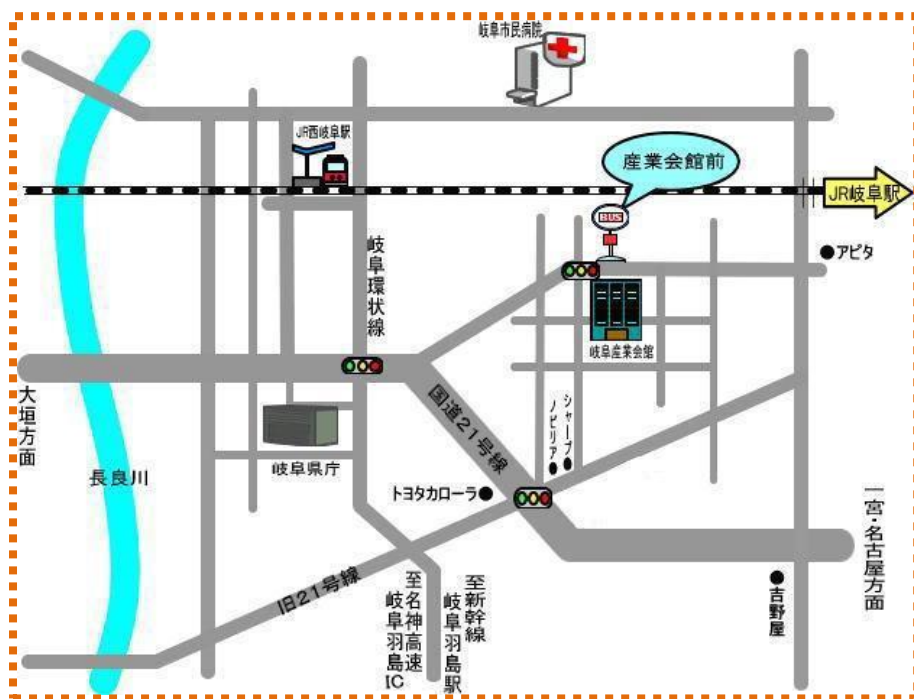 岐阜市民病院
JR西岐阜駅
産業会館前
BUS
JR岐阜駅
アピタ
岐阜環状線
岐阜産業会館
大垣方面
長良川
岐阜県庁
国道21号線
シャープ
ノビリア
トヨタカローラ
一宮・名古屋方面
旧21号線
至名神高速
岐阜羽島IC
至新幹線
岐阜羽島駅
吉野屋